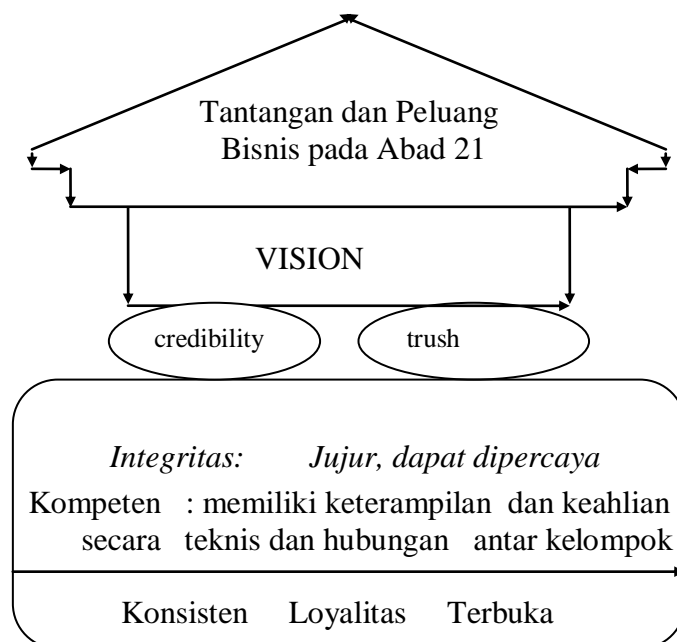 Tantangan dan Peluang
Bisnis pada Abad 21
VISION
credibility trush
Integritas: Jujur, dapat dipercaya
Kompeten : memiliki keterampilan dan keahlian
secara teknis dan hubungan antar kelompok
Konsisten Loyalitas Terbuka